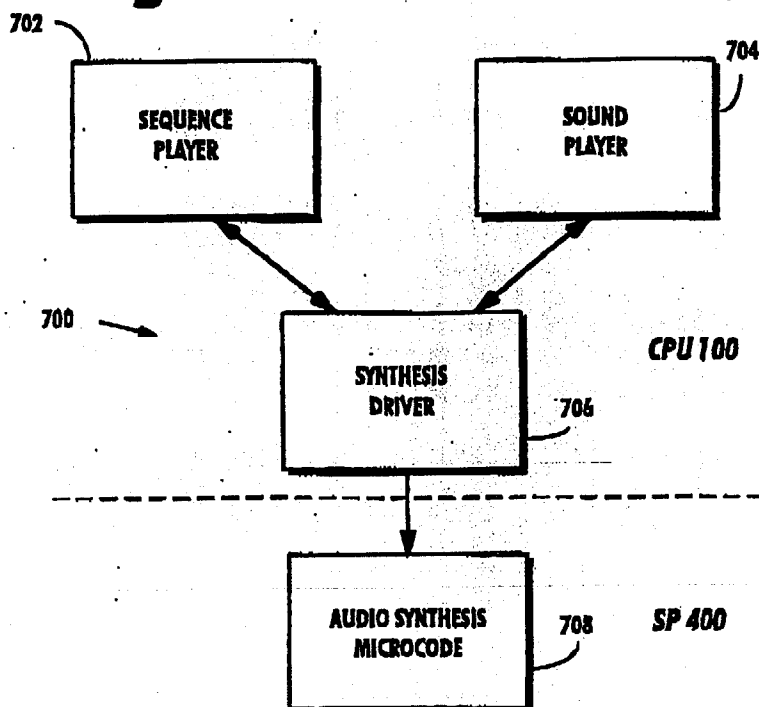 702
704
SEQUENCE
PLAYER
SOUND
PLAYER
700
CPU 100
SYNTHESIS
DRIVER
706
AUDIO SYNTHESIS
MICROCODE
708
SP 400